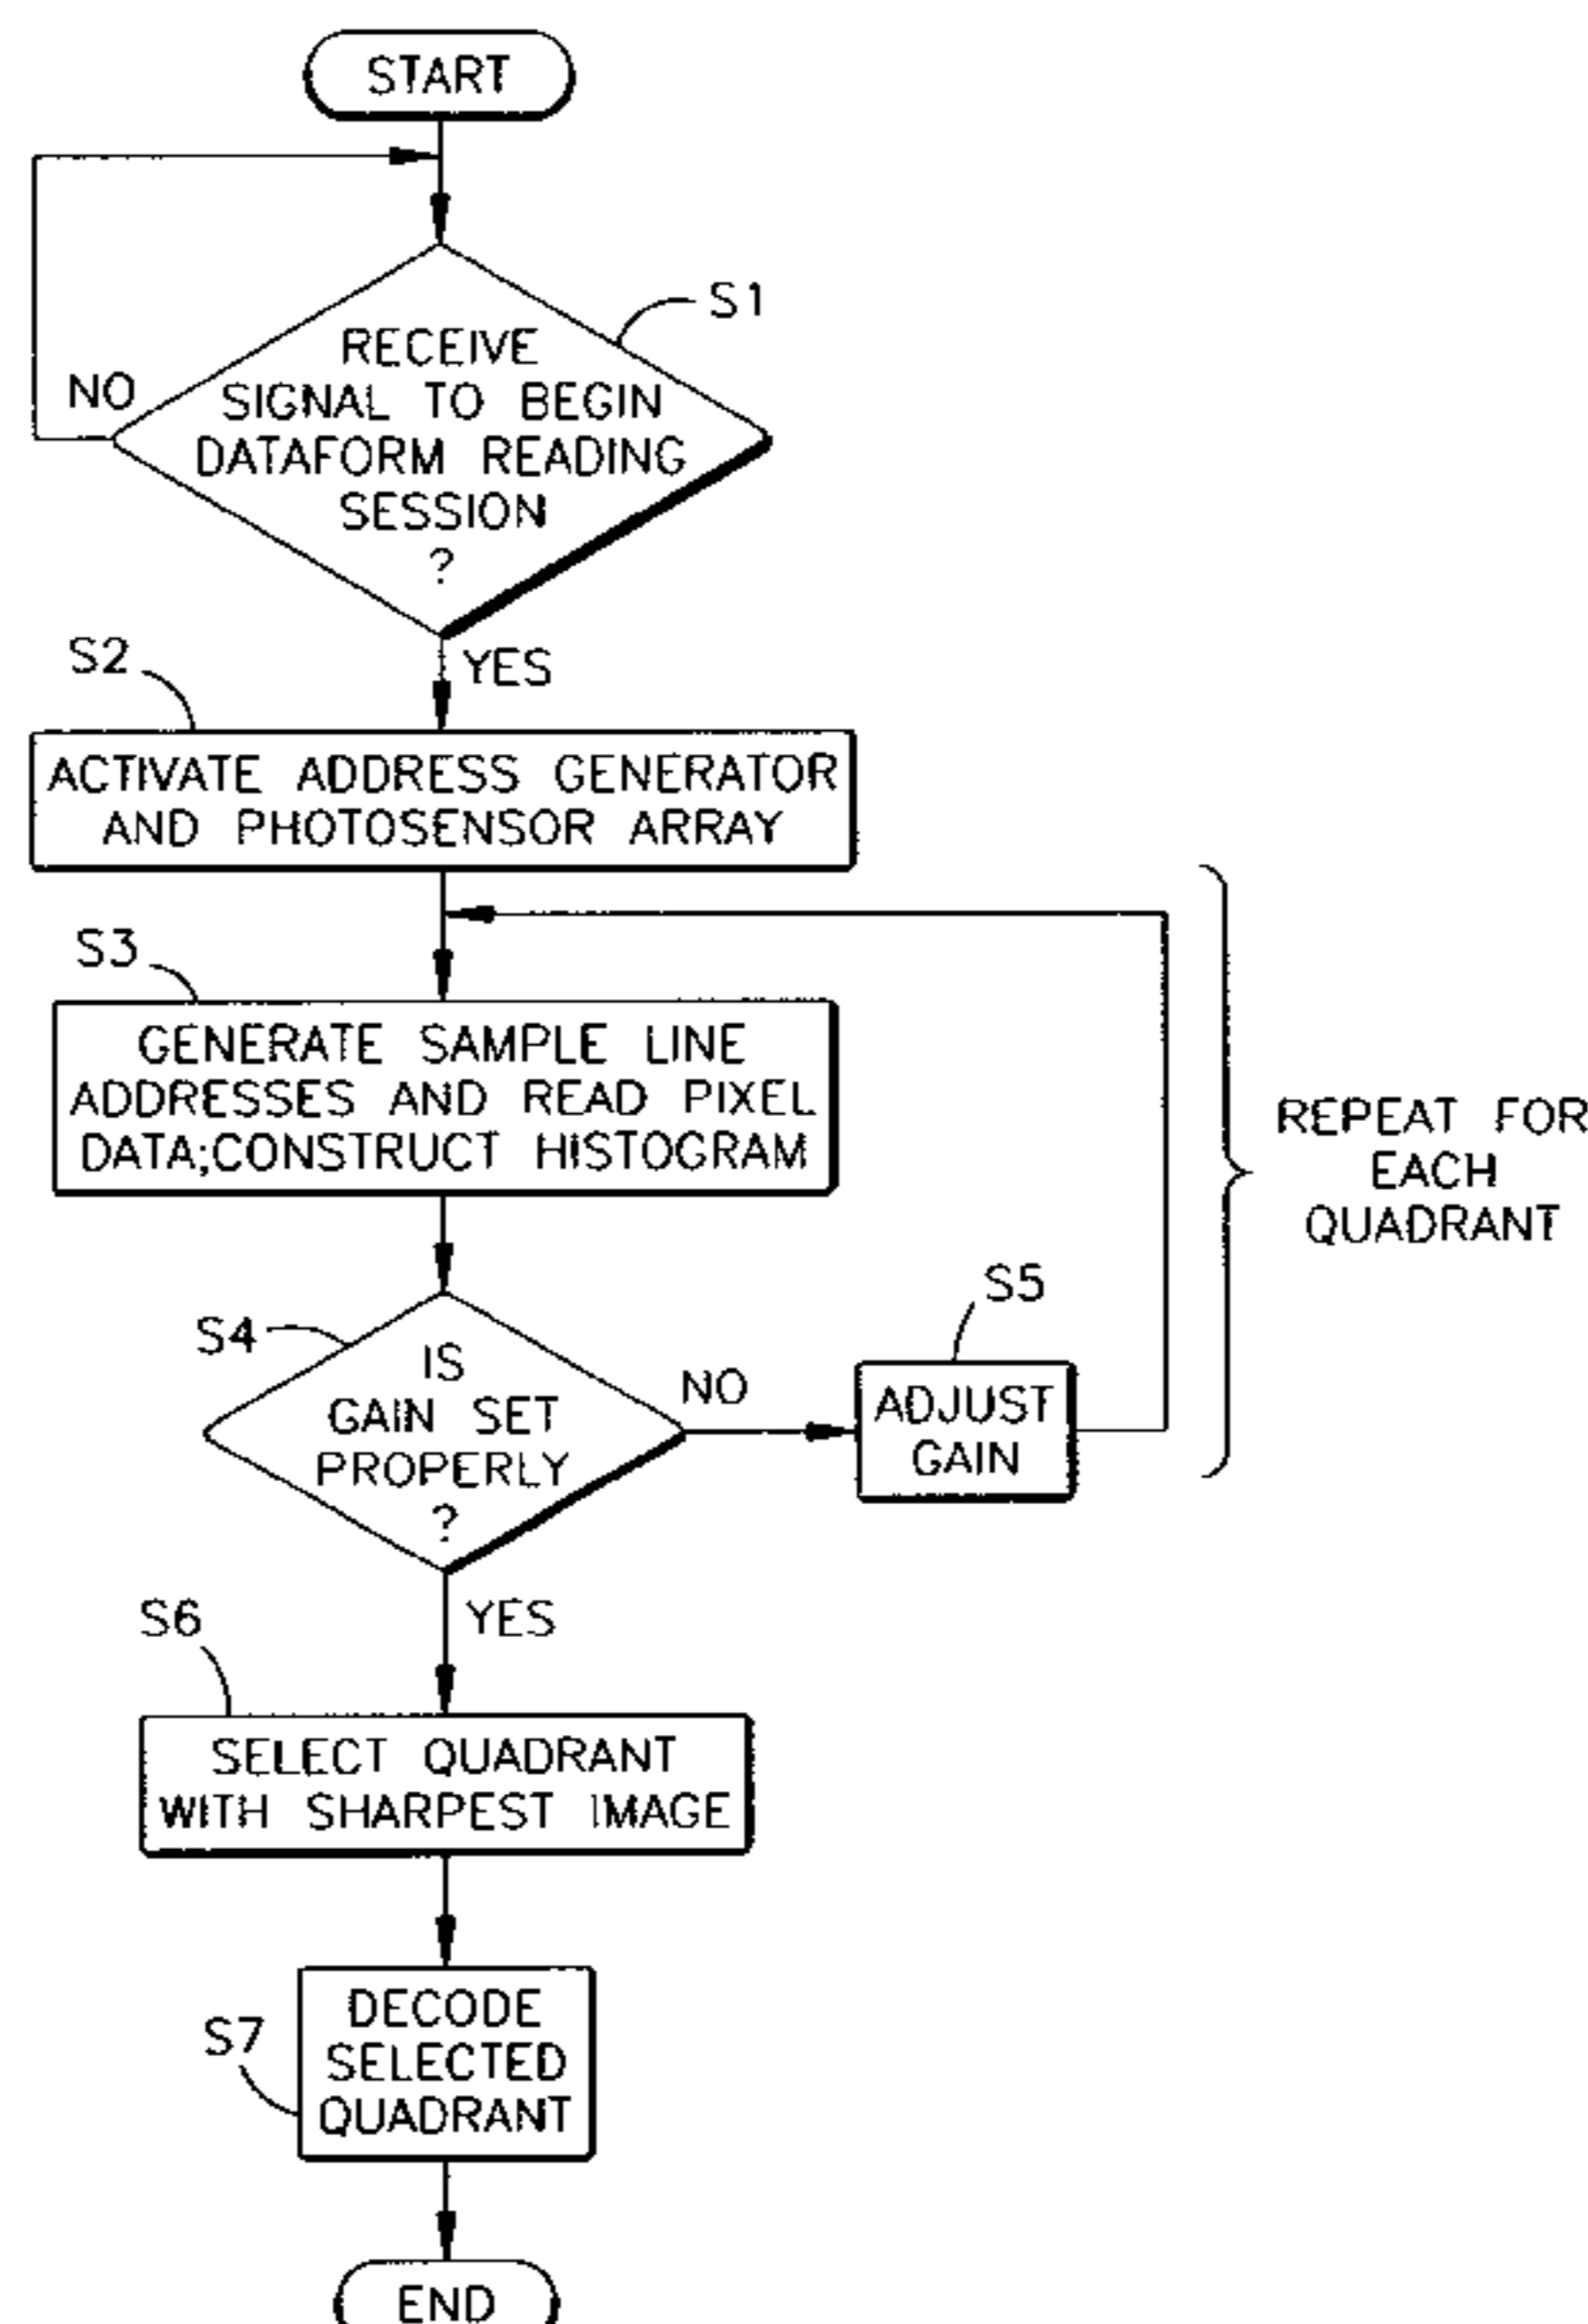 START
S1
RECEIVE
SIGNAL TO BEGIN
DATAFORM READING
SESSION
?
NO
YES
S2
ACTIVATE ADDRESS GENERATOR
AND PHOTOSENSOR ARRAY
S3
GENERATE SAMPLE LINE
ADDRESSES AND READ PIXEL
DATA;CONSTRUCT HISTOGRAM
REPEAT FOR
EACH
QUADRANT
S4
IS
GAIN SET
PROPERLY
?
NO
S5
ADJUST
GAIN
YES
S6
SELECT QUADRANT
WITH SHARPEST IMAGE
S7
DECODE
SELECTED
QUADRANT
END